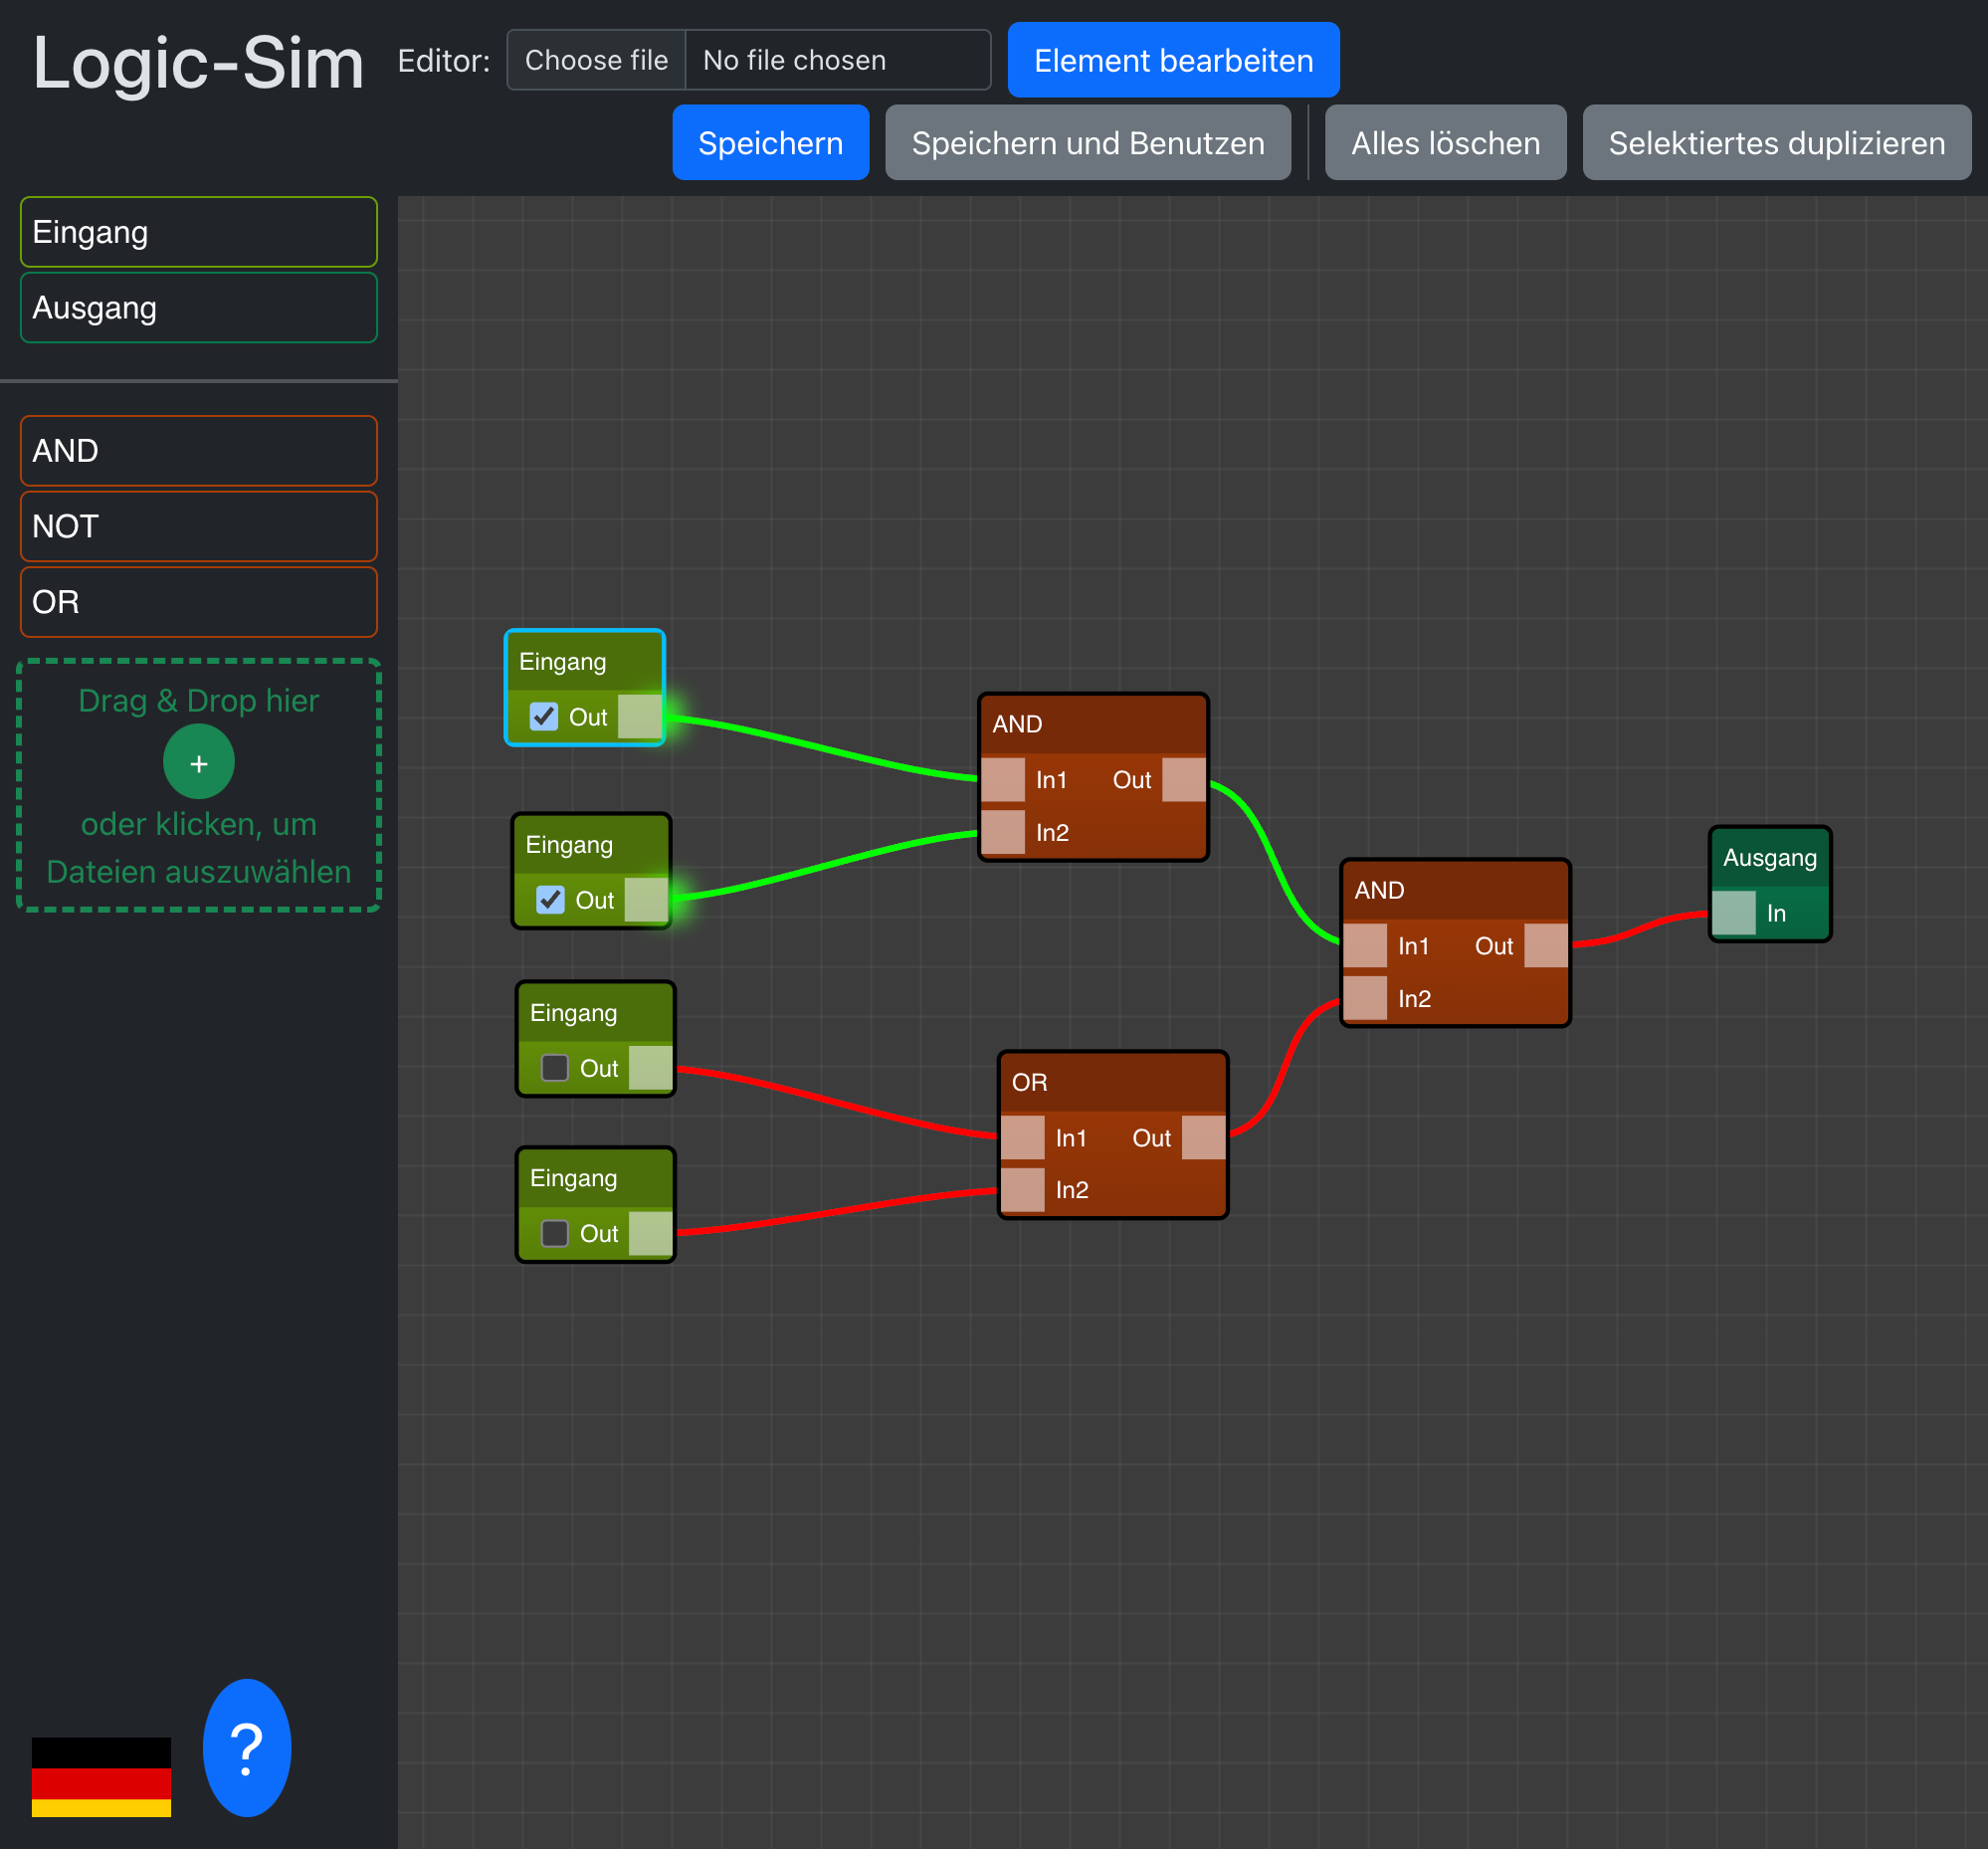 Logic-Sim
Editor:
Choose file
No file chosen
Element bearbeiten
Speichern
Speichern und Benutzen
Alles löschen
Selektiertes duplizieren
Eingang
Ausgang
AND
NOT
OR
Drag & Drop hier
+
oder klicken, um
Dateien auszuwählen
?
Eingang
Out
Eingang
Out
Eingang
Out
Eingang
Out
AND
In1 Out
In2
OR
In1 Out
In2
AND
In1 Out
In2
Ausgang
In